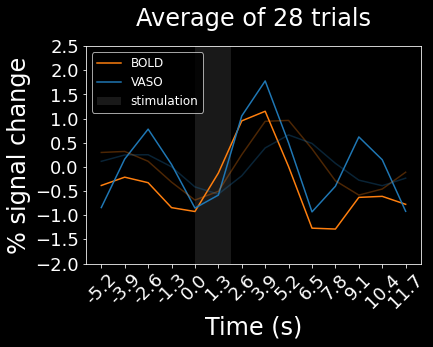 Average of 28 trials
BOLD
VASO
stimulation
% signal change
2.5
2.0
1.5
1.0
0.5
0.0
−0.5
−1.0
−1.5
−2.0
-5.2 -3.9 -2.6 -1.3 0.0 1.3 2.6 3.9 5.2 6.5 7.8 9.1 10.4 11.7
Time (s)